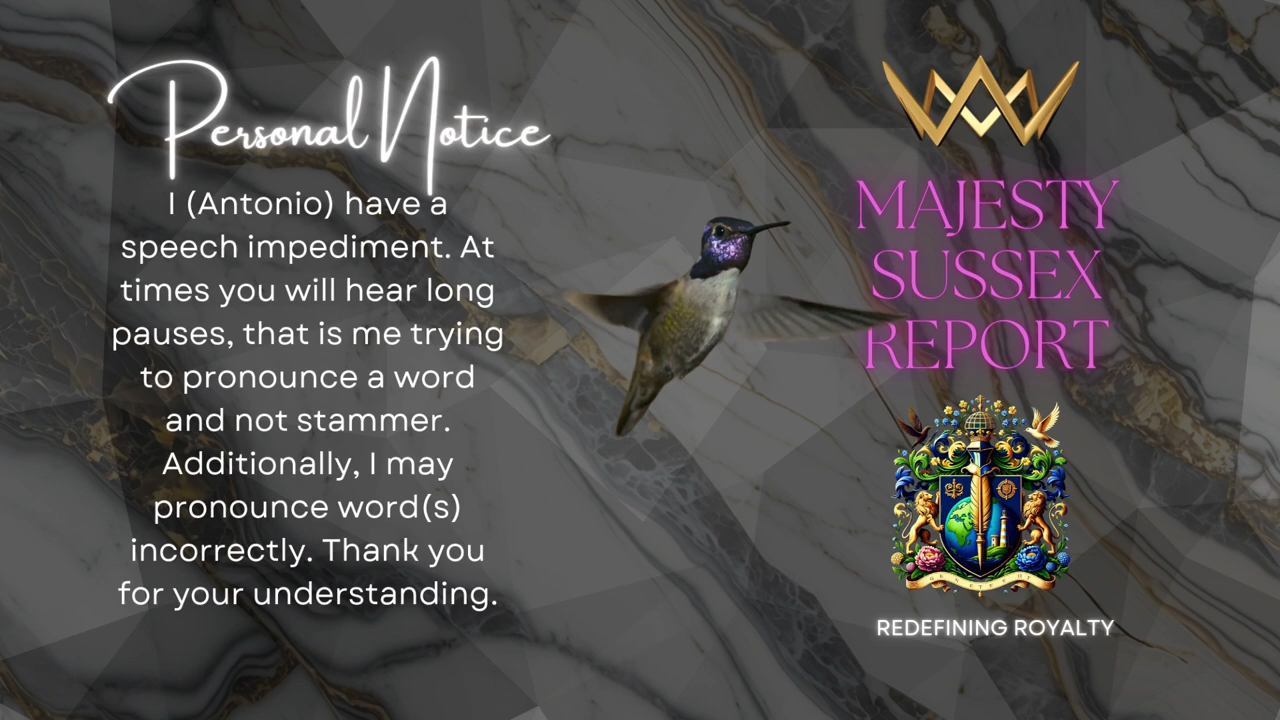 Personal Notice
I (Antonio) have a
speech impediment. At
times you will hear long
pauses, that is me trying
to pronounce a word
and not stammer.
Additionally, I may
pronounce word(s)
incorrectly. Thank you
for your understanding.
MAJESTY
SUSSEX
REPORT
REDEFINING ROYALTY